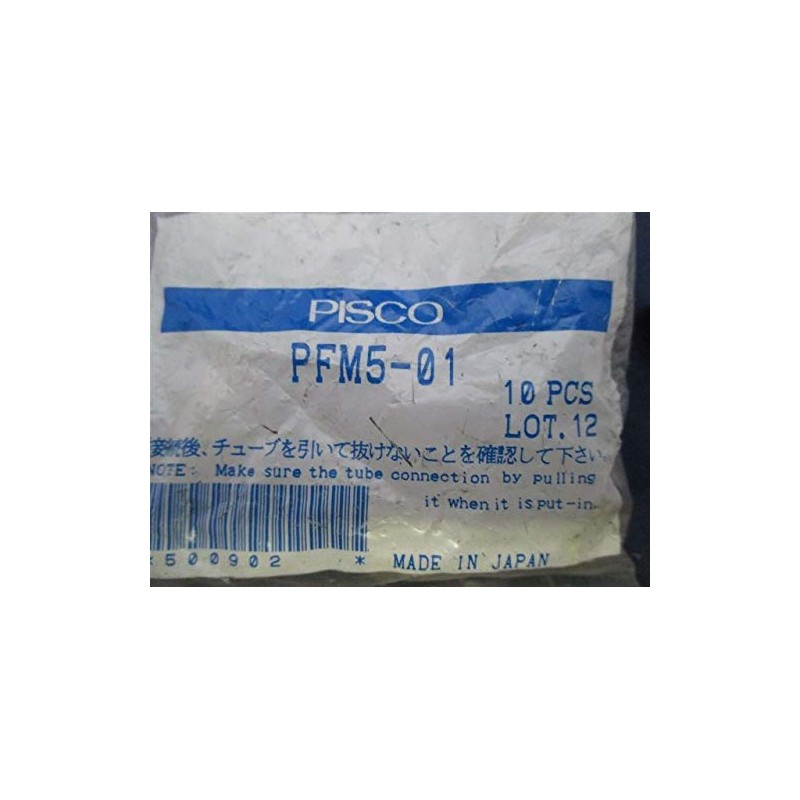 PISCO
PFM5-01
10 PCS
LOT.12
接続後、チューブを引いて抜けないことを確認して下さい。
NOTE: Make sure the tube connection by pulling
it when it is put-in.
*500902 *
MADE IN JAPAN